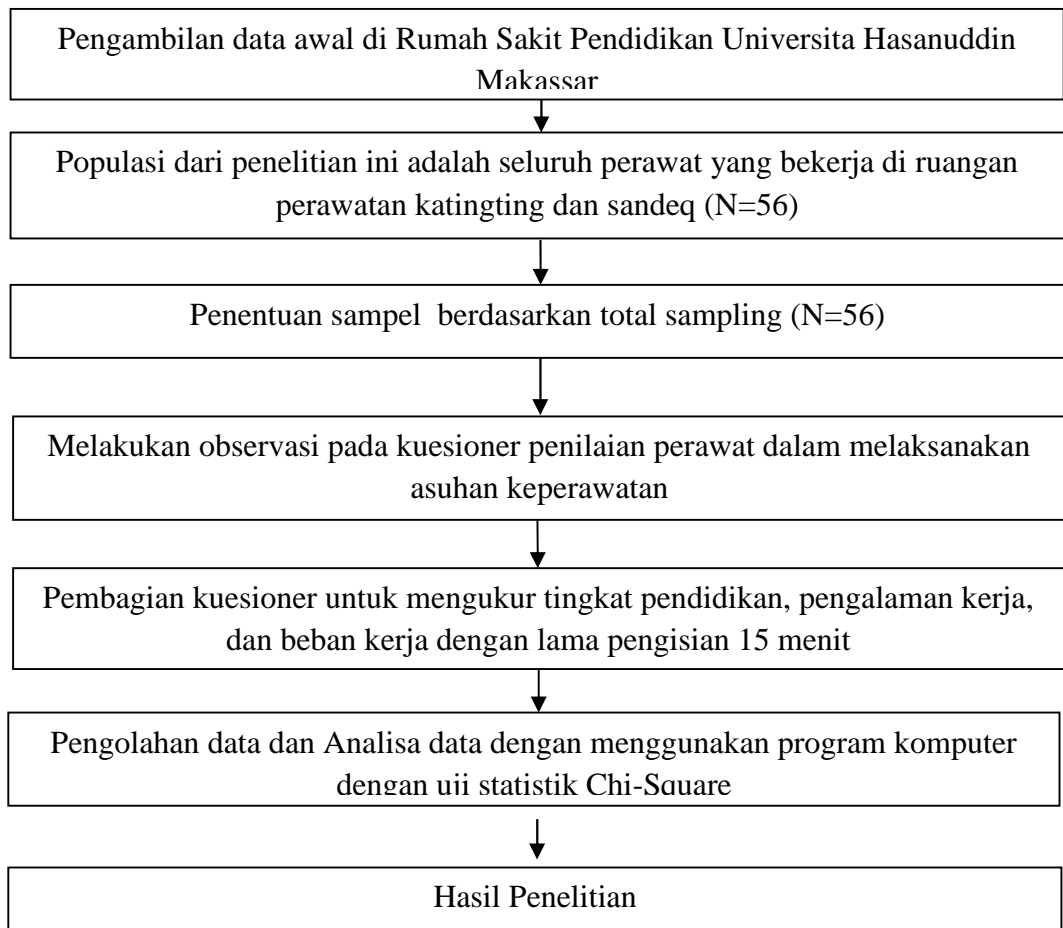 Pengambilan data awal di Rumah Sakit Pendidikan Universita Hasanuddin
Makassar
Populasi dari penelitian ini adalah seluruh perawat yang bekerja di ruangan
perawatan katingting dan sandeq (N=56)
Penentuan sampel berdasarkan total sampling (N=56)
Melakukan observasi pada kuesioner penilaian perawat dalam melaksanakan
asuhan keperawatan
Pembagian kuesioner untuk mengukur tingkat pendidikan, pengalaman kerja,
dan beban kerja dengan lama pengisian 15 menit
Pengolahan data dan Analisa data dengan menggunakan program komputer
dengan uji statistik Chi-Square
Hasil Penelitian